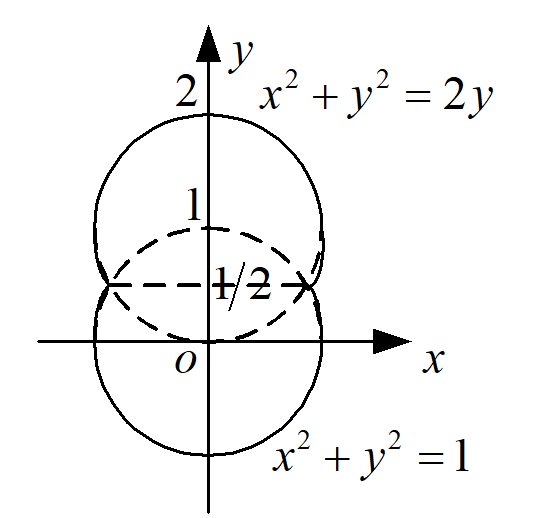 y
2
x² + y² = 2y
1
1/2
o
x
x² + y² = 1